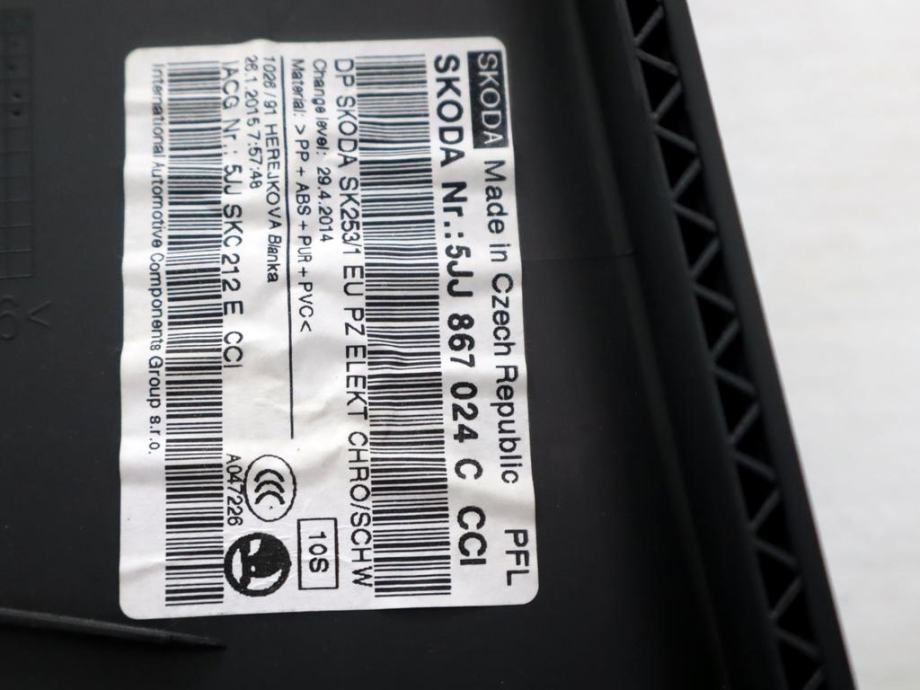 SKODA Made in Czech Republic PFL
SKODA Nr.: 5JJ 867 024 C CCI
DP SKODA SK253/1 EU PZ ELEKT CHRO/SCHW
Change level: 29.4.2014
Material: >PP + ABS + PUR + PVC<
10S
1026 / 91 HEREJKOVA Blanka
26.1.2015 7:57:48
IACG Nr.: 5JJ SKC 212 E CCI
CCC
A047226
International Automotive Components Group s.r.o.